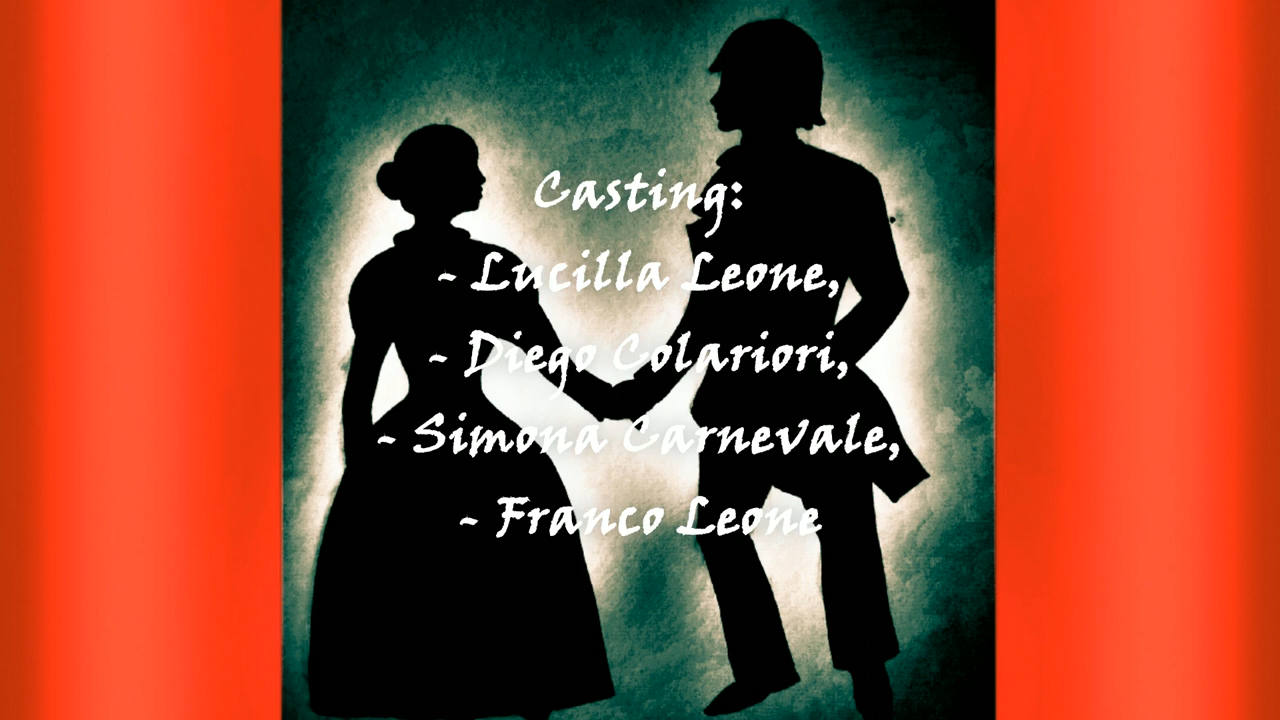 Casting:
- Lucilla Leone,
- Diego Colariori,
- Simona Carnevale,
- Franco Leone